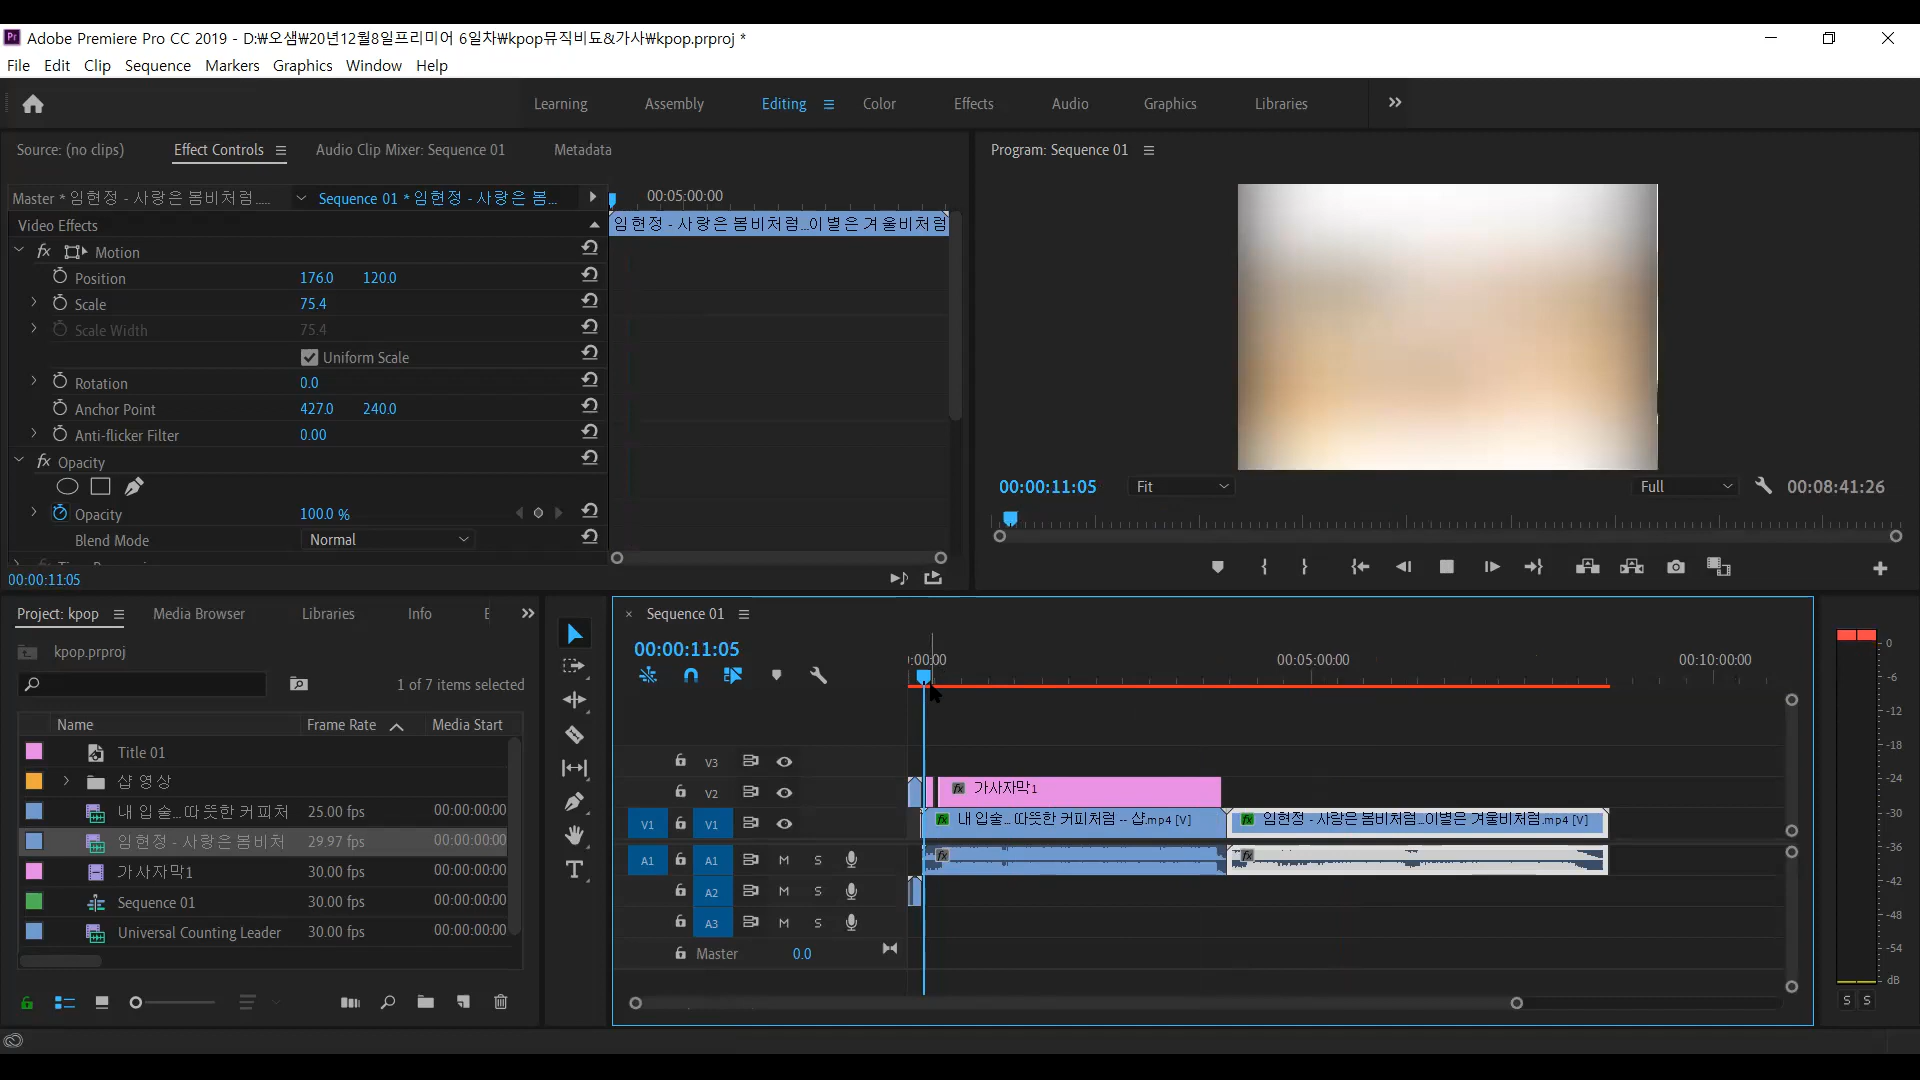 Adobe Premiere Pro CC 2019 - D:₩오샘₩20년12월8일프리미어 6일차₩kpop뮤직비됴&가사₩kpop.prproj *
File Edit Clip Sequence Markers Graphics Window Help
Learning Assembly Editing Color Effects Audio Graphics Libraries
Source: (no clips) Effect Controls Audio Clip Mixer: Sequence 01 Metadata
Program: Sequence 01
Master * 임현정 - 사랑은 봄비처럼..... Sequence 01 * 임현정 - 사랑은 봄...
00:05:00:00
Video Effects
임현정 - 사랑은 봄비처럼...이별은 겨울비처럼
Motion
Position 176.0 120.0
Scale 75.4
Scale Width 75.4
Uniform Scale
Rotation 0.0
Anchor Point 427.0 240.0
Anti-flicker Filter 0.00
fx Opacity
Opacity 100.0 %
Blend Mode Normal
00:00:11:05
00:00:11:05 Fit Full 00:08:41:26
Project: kpop Media Browser Libraries Info
kpop.prproj
1 of 7 items selected
Name Frame Rate Media Start
Title 01
샵 영상
내 입술...따뜻한 커피처 25.00 fps 00:00:00:00
임현정 - 사랑은 봄비처 29.97 fps 00:00:00:00
가사자막1 30.00 fps 00:00:00:00
Sequence 01 30.00 fps 00:00:00:00
Universal Counting Leader 30.00 fps 00:00:00:00
Sequence 01
00:00:11:05
:00:00 00:05:00:00 00:10:00:00
V3
V2 fx 가사자막1
V1 V1 fx 내 입술... 따뜻한 커피처럼 -- 샵.mp4 [V] fx 임현정 - 사랑은 봄비처럼...이별은 겨울비처럼.mp4 [V]
A1 A1 M S fx fx
A2 M S
A3 M S
Master 0.0
0
-6
-12
-18
-24
-30
-36
-42
-48
-54
dB
S S